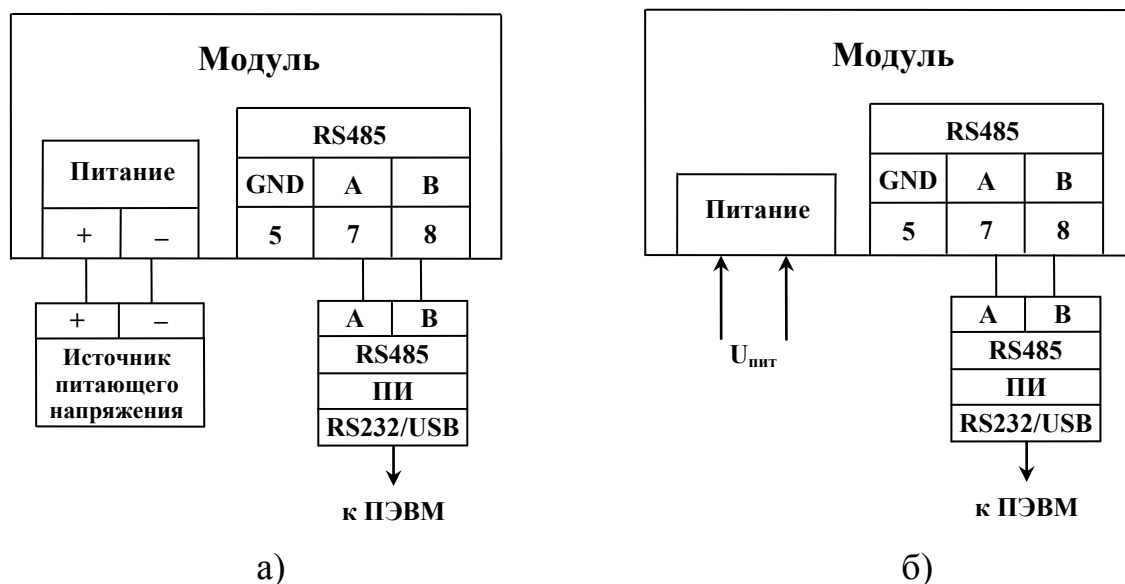 Модуль
RS485
Питание
GND A B
+ – 5 7 8
+ –
Источник
питающего
напряжения
A B
RS485
ПИ
RS232/USB
к ПЭВМ
а)
Модуль
RS485
GND A B
Питание
5 7 8
Uпит
A B
RS485
ПИ
RS232/USB
к ПЭВМ
б)